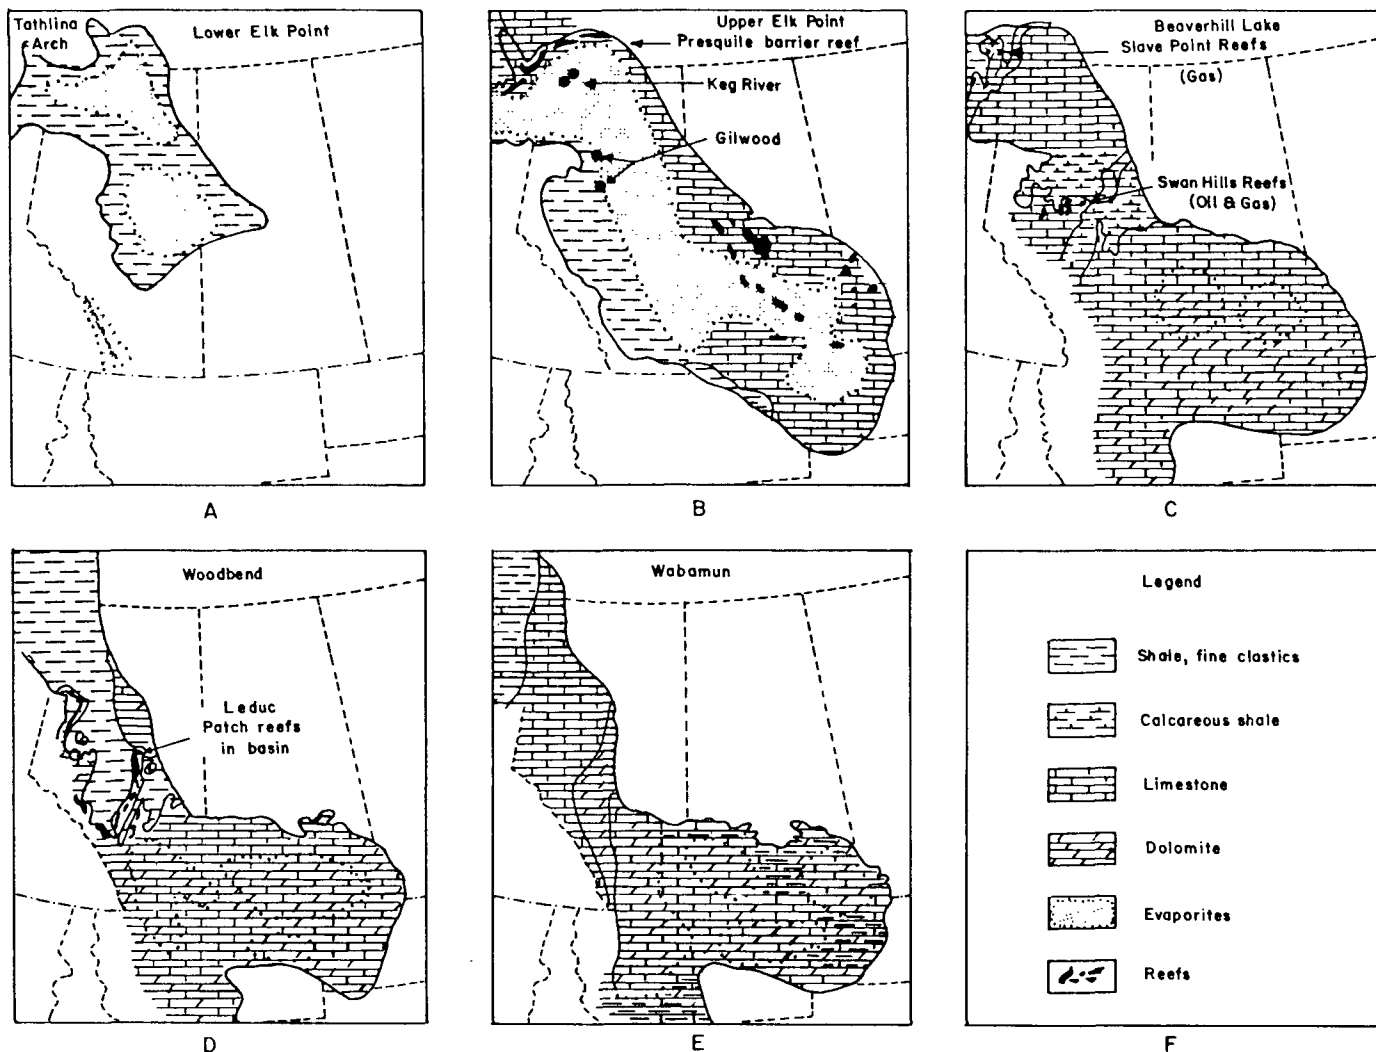 Tathlina
Arch
Lower Elk Point
A
Upper Elk Point
Presquile barrier reef
Keg River
Gilwood
B
Beaverhill Lake
Slave Point Reefs
(Gas)
Swan Hills Reefs
(Oil & Gas)
C
Woodbend
Leduc
Patch reefs
in basin
D
Wabamun
E
Legend
Shale, fine clastics
Calcareous shale
Limestone
Dolomite
Evaporites
Reefs
F